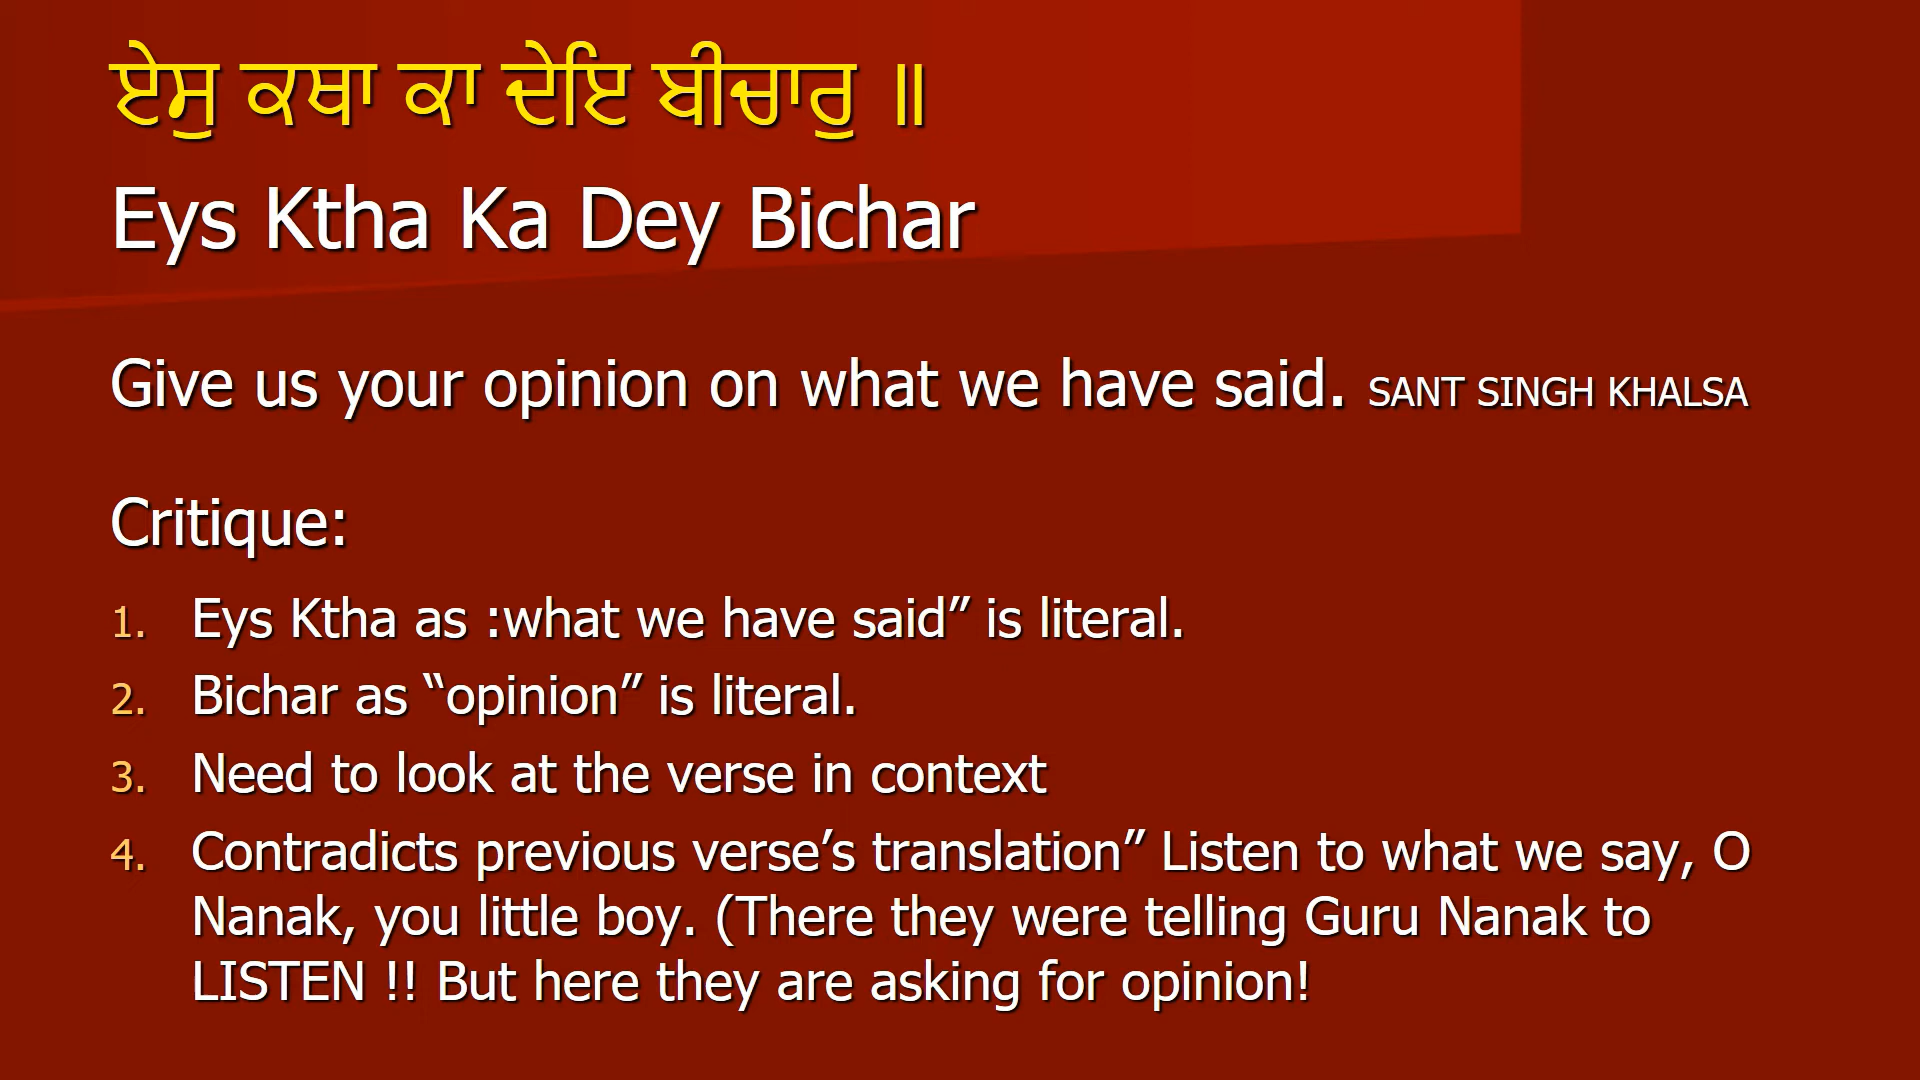 ਏਸੁ ਕਥਾ ਕਾ ਦੇਇ ਬੀਚਾਰੁ ॥
Eys Ktha Ka Dey Bichar
Give us your opinion on what we have said. SANT SINGH KHALSA
Critique:
1. Eys Ktha as :what we have said” is literal.
2. Bichar as “opinion” is literal.
3. Need to look at the verse in context
4. Contradicts previous verse’s translation” Listen to what we say, O
Nanak, you little boy. (There they were telling Guru Nanak to
LISTEN !! But here they are asking for opinion!